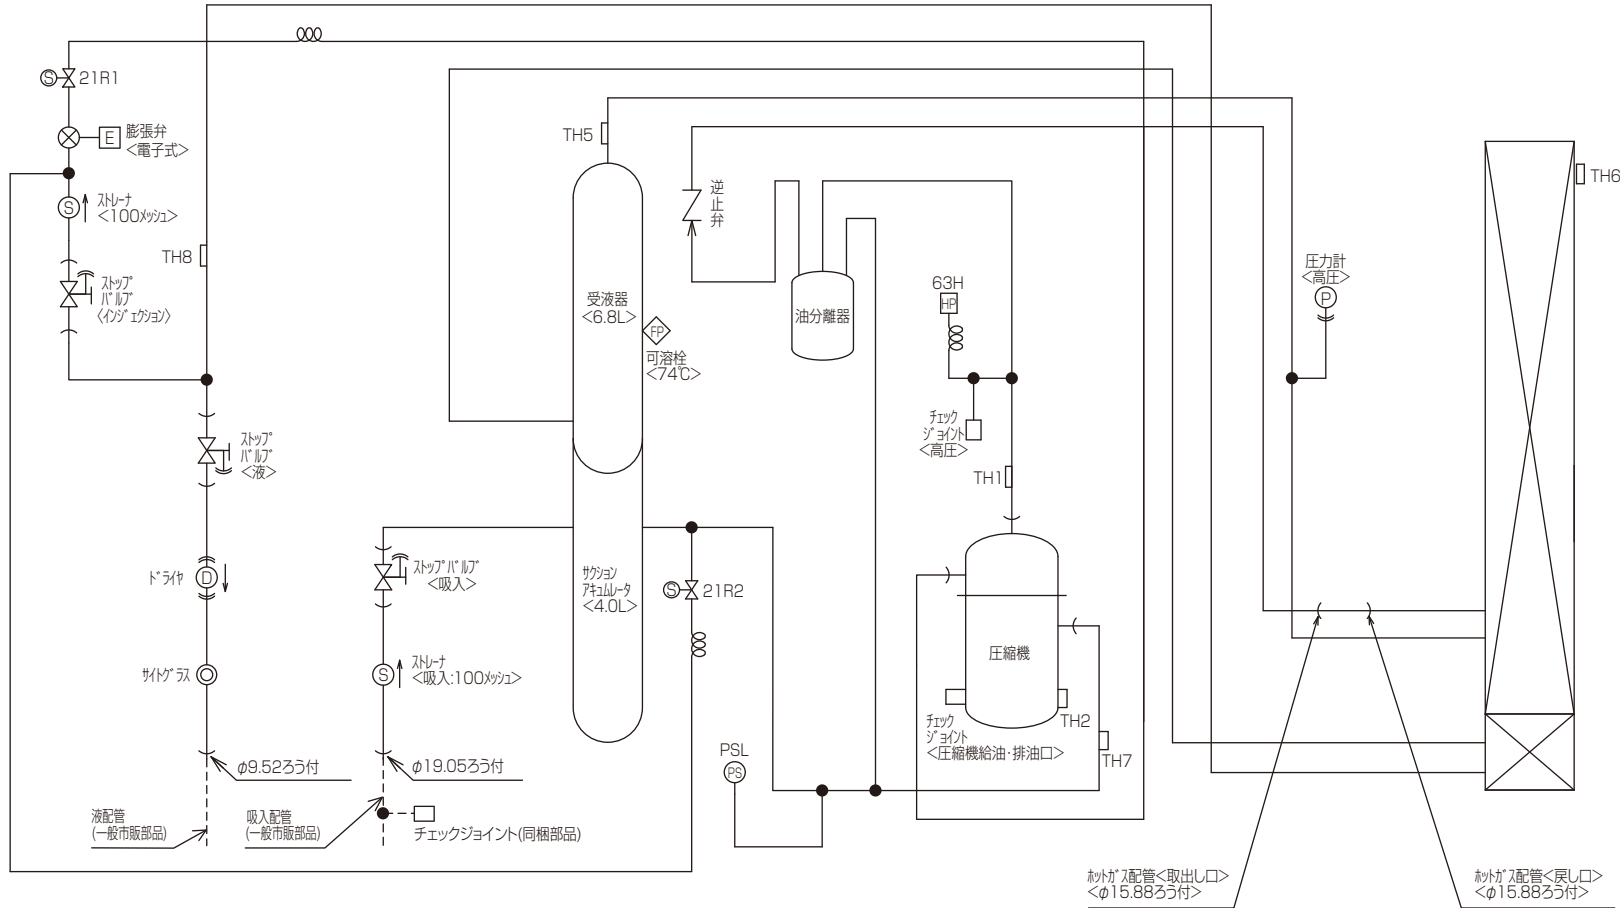 S
21R1
E
膨張弁
<電子式>
S
ストレーナ
<100メッシュ>
TH8
ストップ
バルブ
〈インジェクション〉
ストップ
バルブ
<液>
ドライヤ
D
サイトグラス
φ9.52ろう付
液配管
(一般市販部品)
ストップバルブ
<吸入>
S
ストレーナ
<吸入:100メッシュ>
φ19.05ろう付
吸入配管
(一般市販部品)
チェックジョイント(同梱部品)
TH5
受液器
<6.8L>
FP
可溶栓
<74℃>
サクション
アキュムレータ
<4.0L>
S
21R2
PSL
PS
逆
止
弁
油分離器
63H
HP
チェック
ジョイント
<高圧>
TH1
圧縮機
チェック
ジョイント
<圧縮機給油・排油口>
TH2
TH7
圧力計
<高圧>
P
TH6
ホットガス配管<取出し口>
<φ15.88ろう付>
ホットガス配管<戻し口>
<φ15.88ろう付>